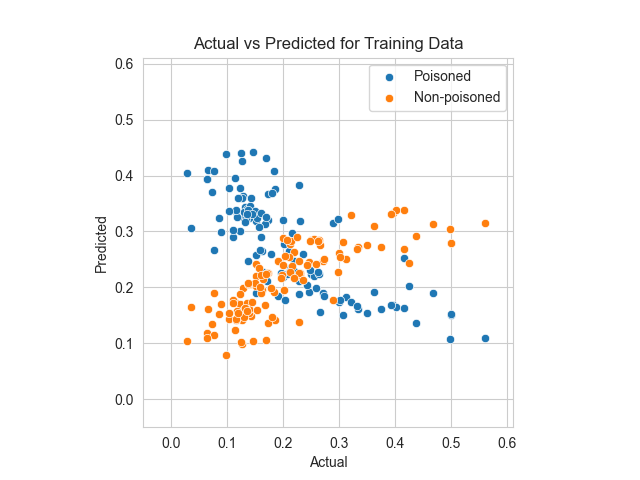 Actual vs Predicted for Training Data
Poisoned
Non-poisoned
0.6
0.5
0.4
0.3
0.2
0.1
0.0
Predicted
0.0 0.1 0.2 0.3 0.4 0.5 0.6
Actual